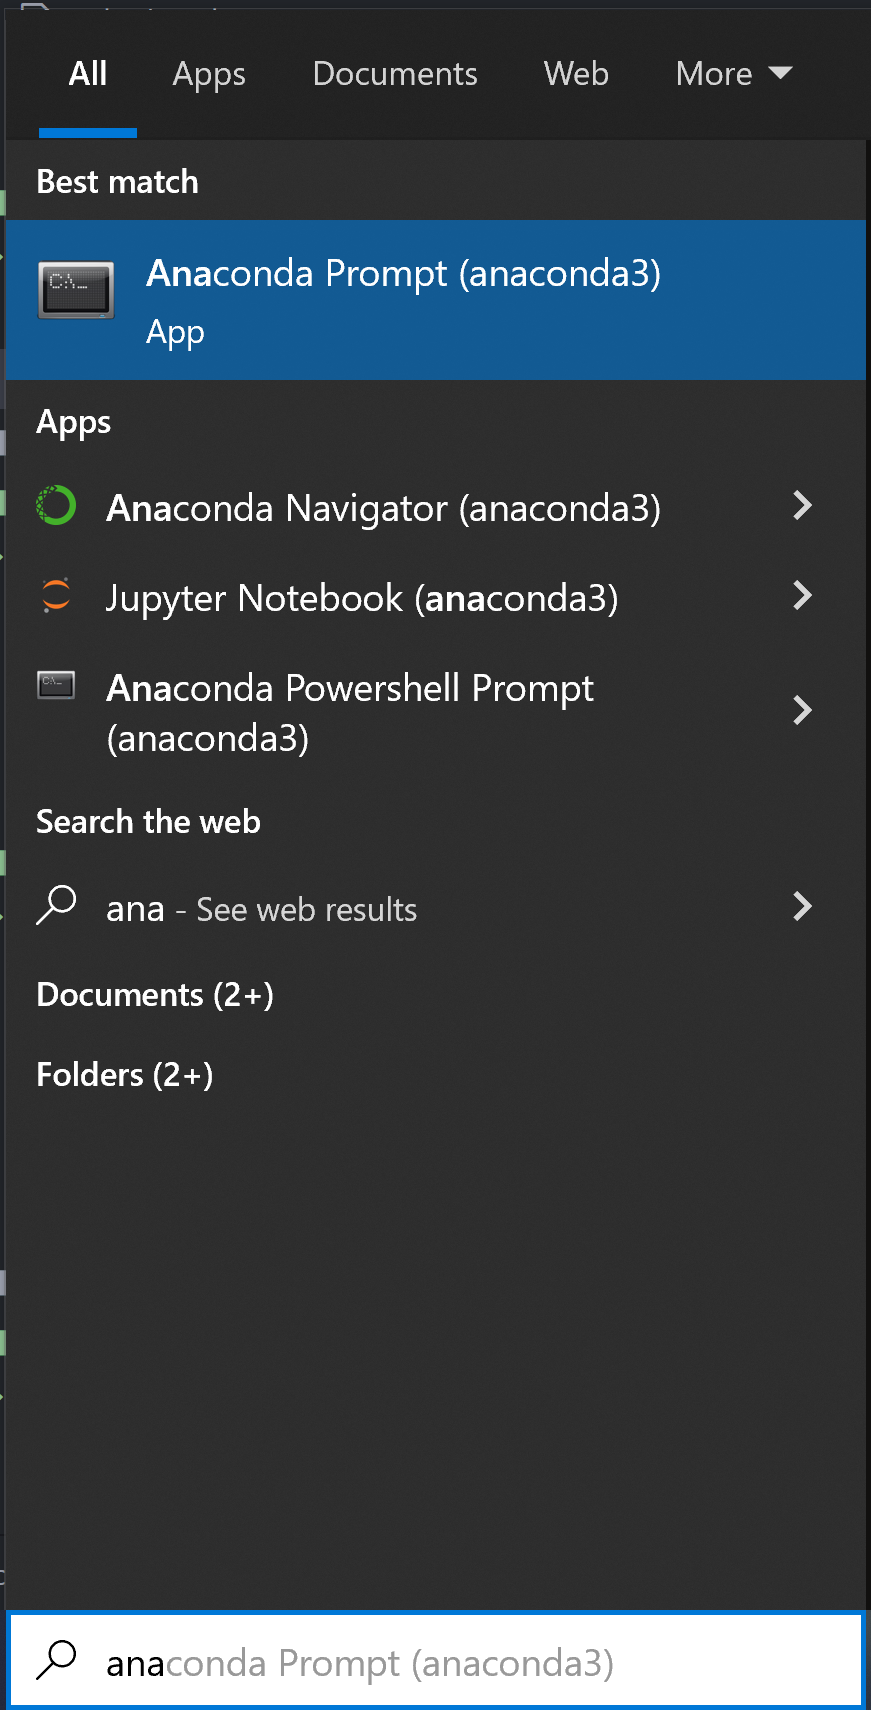 All Apps Documents Web More
Best match
Anaconda Prompt (anaconda3)
App
Apps
Anaconda Navigator (anaconda3)
Jupyter Notebook (anaconda3)
Anaconda Powershell Prompt
(anaconda3)
Search the web
ana - See web results
Documents (2+)
Folders (2+)
anaconda Prompt (anaconda3)